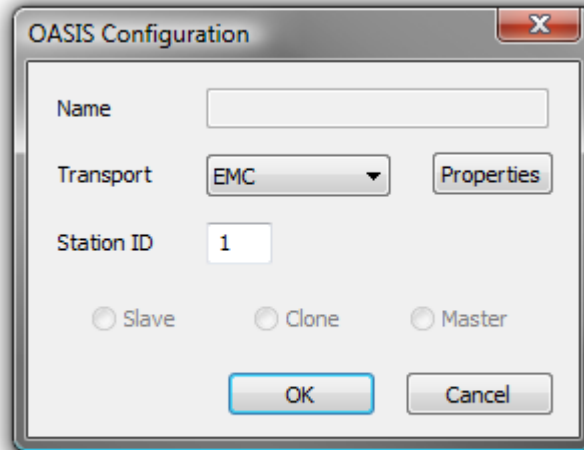 OASIS Configuration
X
Name
Transport EMC Properties
Station ID 1
Slave Clone Master
OK Cancel